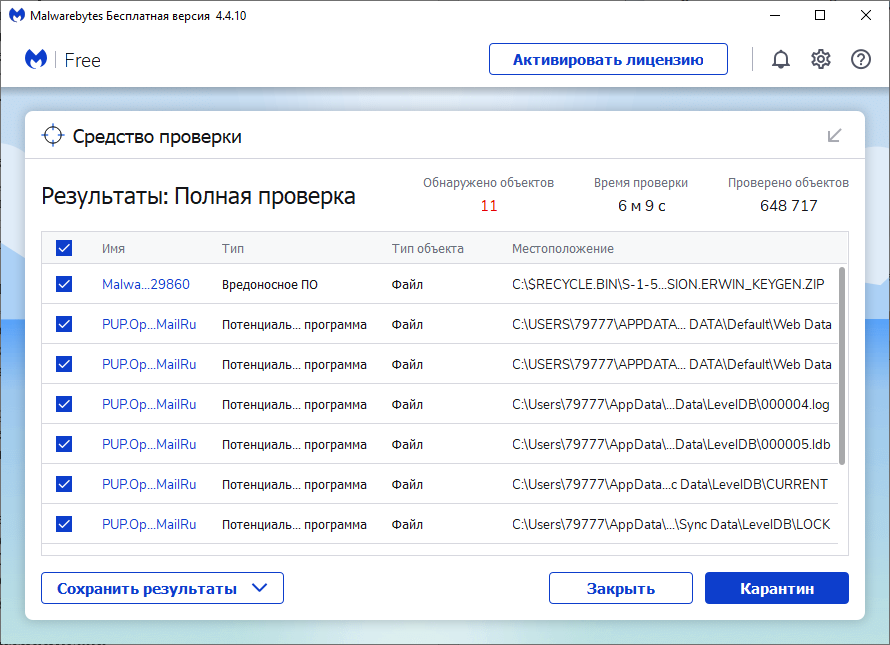 Malwarebytes Бесплатная версия 4.4.10
Free
Активировать лицензию
Средство проверки
Результаты: Полная проверка
Обнаружено объектов
11
Время проверки
6 м 9 с
Проверено объектов
648 717
Имя Тип Тип объекта Местоположение
Malwa...29860 Вредоносное ПО Файл C:\$RECYCLE.BIN\S-1-5...SION.ERWIN_KEYGEN.ZIP
PUP.Op...MailRu Потенциаль... программа Файл C:\USERS\79777\APPDATA... DATA\Default\Web Data
PUP.Op...MailRu Потенциаль... программа Файл C:\USERS\79777\APPDATA... DATA\Default\Web Data
PUP.Op...MailRu Потенциаль... программа Файл C:\Users\79777\AppData\...Data\LevelDB\000004.log
PUP.Op...MailRu Потенциаль... программа Файл C:\Users\79777\AppData\...Data\LevelDB\000005.ldb
PUP.Op...MailRu Потенциаль... программа Файл C:\Users\79777\AppData...c Data\LevelDB\CURRENT
PUP.Op...MailRu Потенциаль... программа Файл C:\Users\79777\AppData\...\Sync Data\LevelDB\LOCK
Сохранить результаты
Закрыть
Карантин